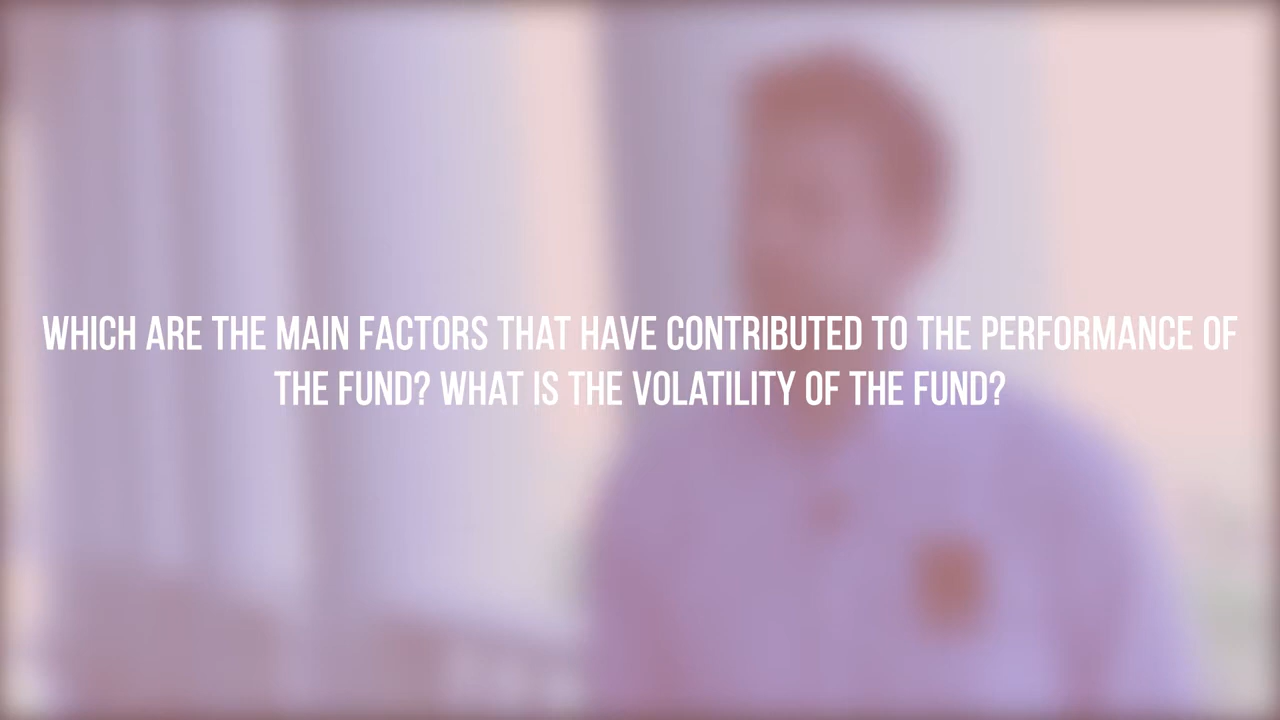 WHICH ARE THE MAIN FACTORS THAT HAVE CONTRIBUTED TO THE PERFORMANCE OF
THE FUND? WHAT IS THE VOLATILITY OF THE FUND?